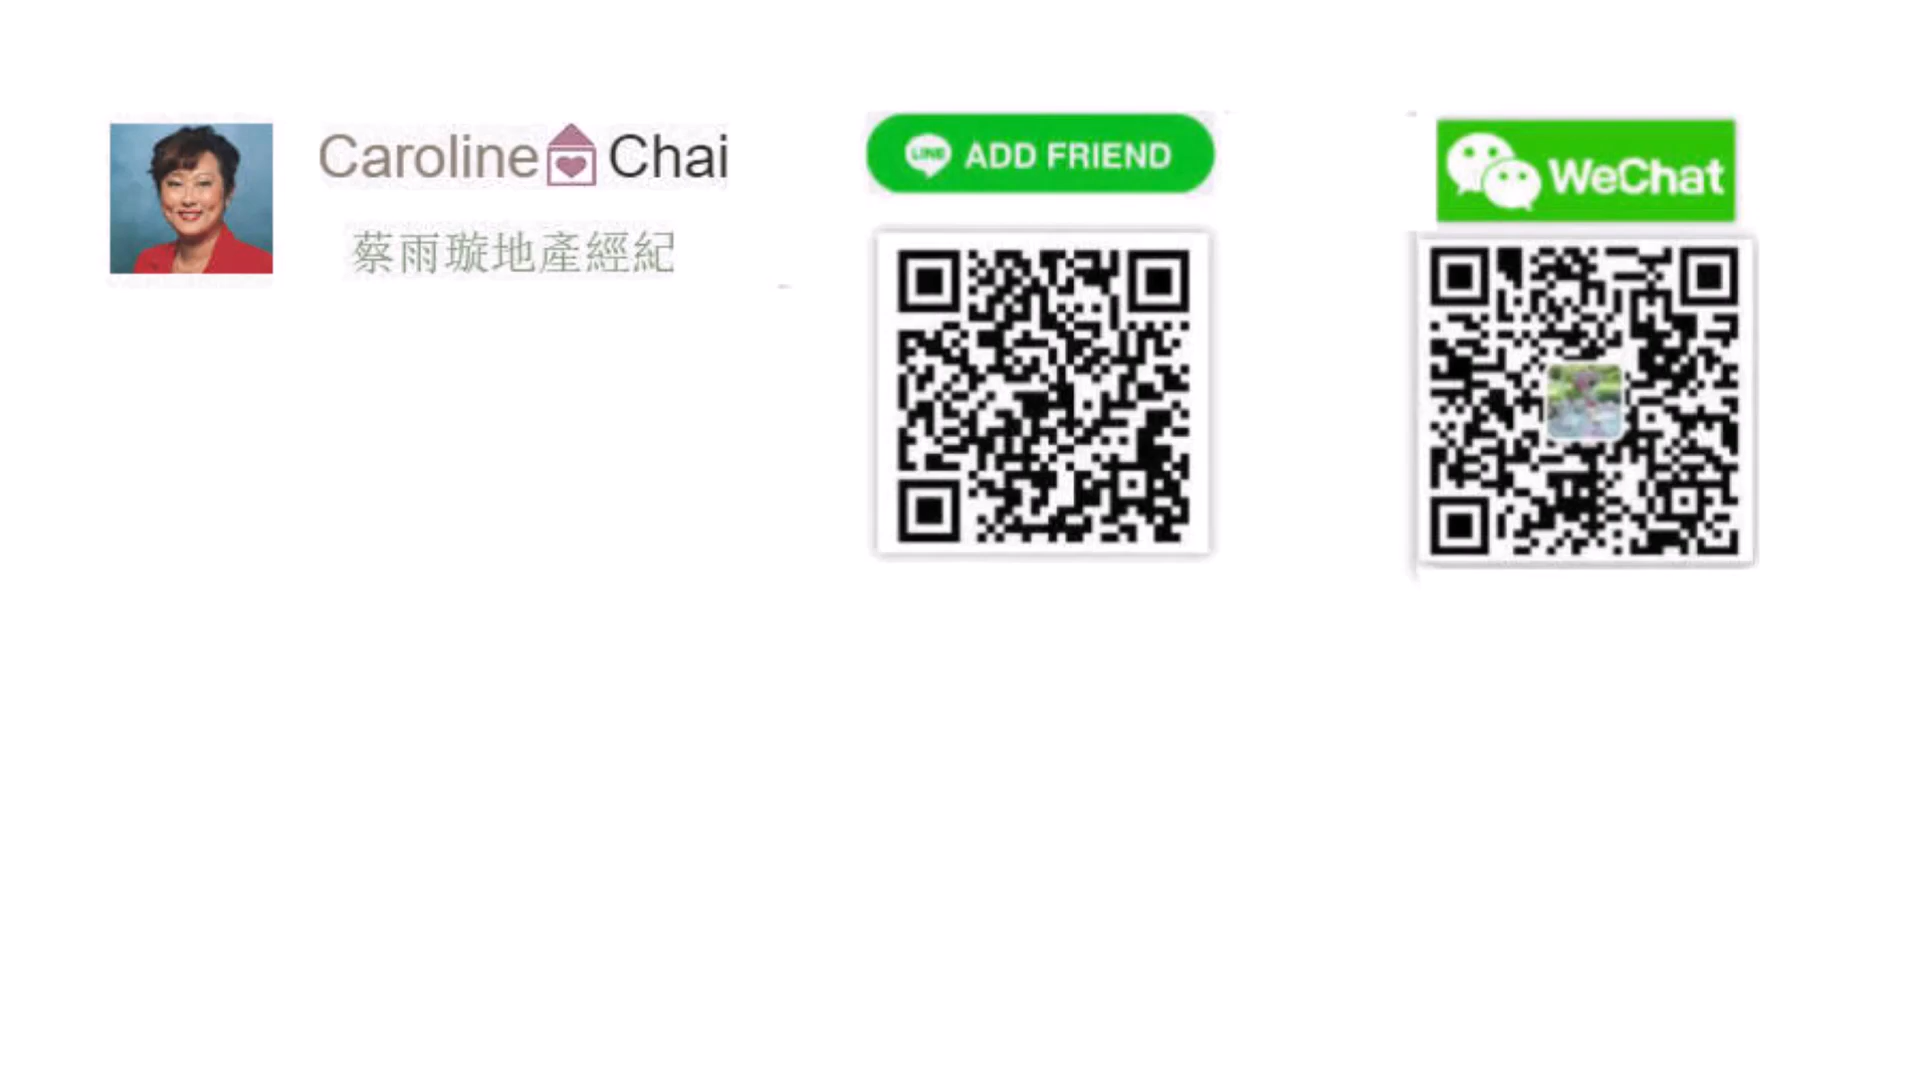 Caroline Chai
蔡雨璇地產經紀
LINE ADD FRIEND
WeChat